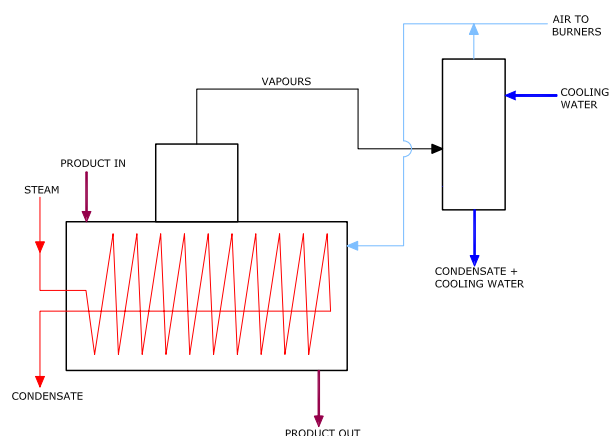 AIR TO
BURNERS
VAPOURS
COOLING
WATER
PRODUCT IN
STEAM
CONDENSATE +
COOLING WATER
CONDENSATE
PRODUCT OUT